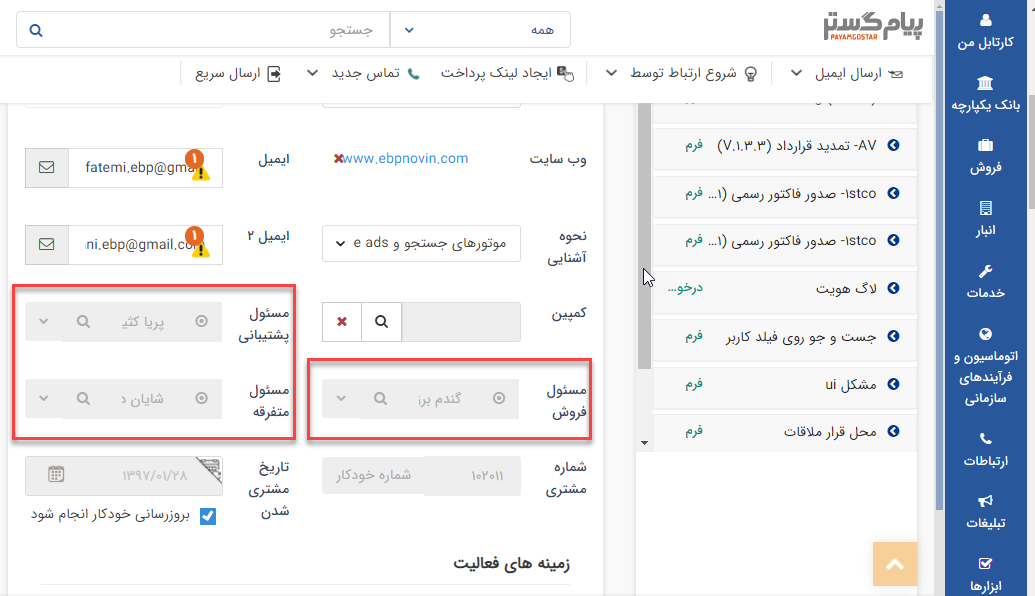 پیام‌گستر
PAYAMGOSTAR
همه
جستجو
ارسال ایمیل
شروع ارتباط توسط
ایجاد لینک پرداخت
تماس جدید
ارسال سریع
کارتابل من
بانک یکپارچه
فروش
انبار
خدمات
اتوماسیون و
فرآیندهای
سازمانی
ارتباطات
تبلیغات
ابزارها
AV- تمدید قرارداد (V.۱.۳.۳)
فرم
۱stco- صدور فاکتور رسمی (۱...
فرم
۱stco- صدور فاکتور رسمی (۱...
فرم
لاگ هویت
درخو...
جست و جو روی فیلد کاربر
فرم
مشکل ui
فرم
محل قرار ملاقات
فرم
وب سایت
www.ebpnovin.com
ایمیل
fatemi.ebp@gma
۱
نحوه
آشنایی
موتورهای جستجو و e ads
ایمیل ۲
ni.ebp@gmail.com
۱
کمپین
مسئول
پشتیبانی
پریا کثی
مسئول
فروش
گندم برز
مسئول
متفرقه
شایان د
شماره
مشتری
۱۰۲۰۱۱
شماره خودکار
تاریخ
مشتری
شدن
۱۳۹۷/۰۱/۲۸
بروزرسانی خودکار انجام شود
زمینه های فعالیت